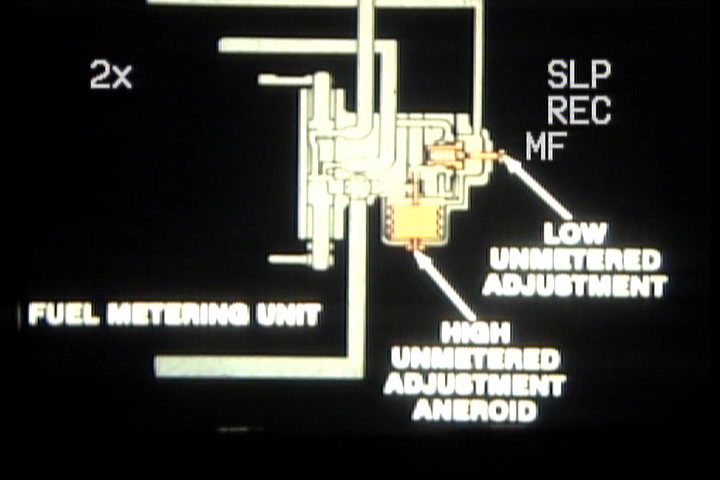 2x
SLP
REC
MF
LOW
UNMETERED
ADJUSTMENT
FUEL METERING UNIT
HIGH
UNMETERED
ADJUSTMENT
ANEROID